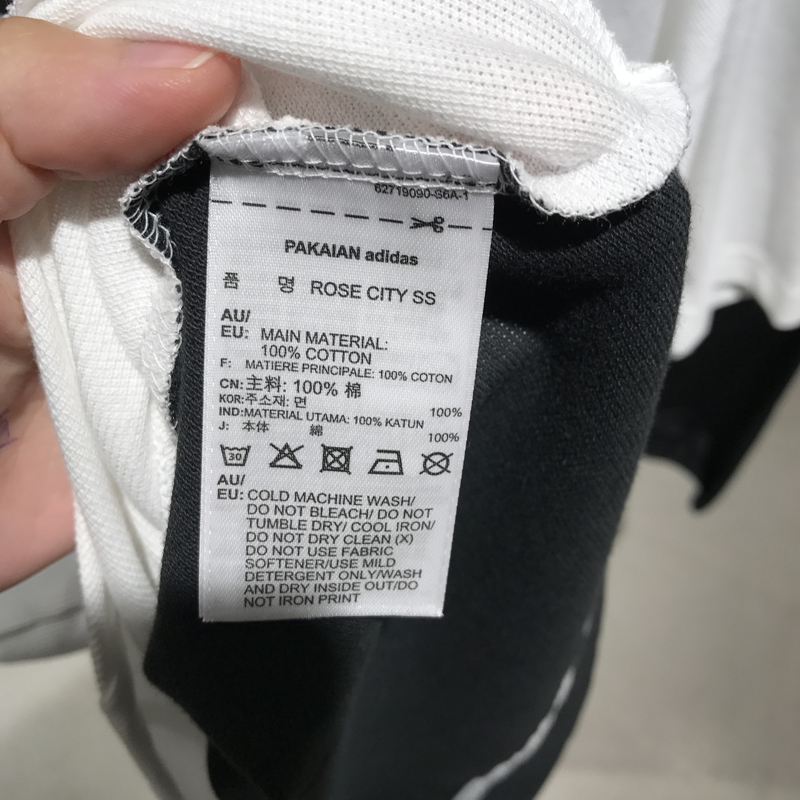 62719090-S6A-1
PAKAIAN adidas
품 명 ROSE CITY SS
AU/
EU: MAIN MATERIAL:
100% COTTON
F: MATIERE PRINCIPALE: 100% COTON
CN: 主料: 100% 棉
KOR: 주소재: 면 100%
IND: MATERIAL UTAMA: 100% KATUN
J: 本体 綿 100%
30
AU/
EU: COLD MACHINE WASH/
DO NOT BLEACH/ DO NOT
TUMBLE DRY/ COOL IRON/
DO NOT DRY CLEAN (X)
DO NOT USE FABRIC
SOFTENER/USE MILD
DETERGENT ONLY/WASH
AND DRY INSIDE OUT/DO
NOT IRON PRINT